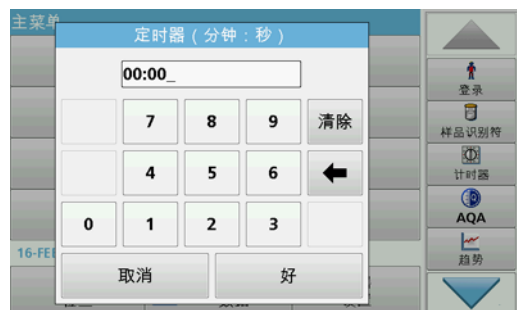 主菜单
定时器（分钟：秒）
00:00_
7 8 9 清除
4 5 6
0 1 2 3
取消 好
16-FE
登录
样品识别符
计时器
AQA
趋势